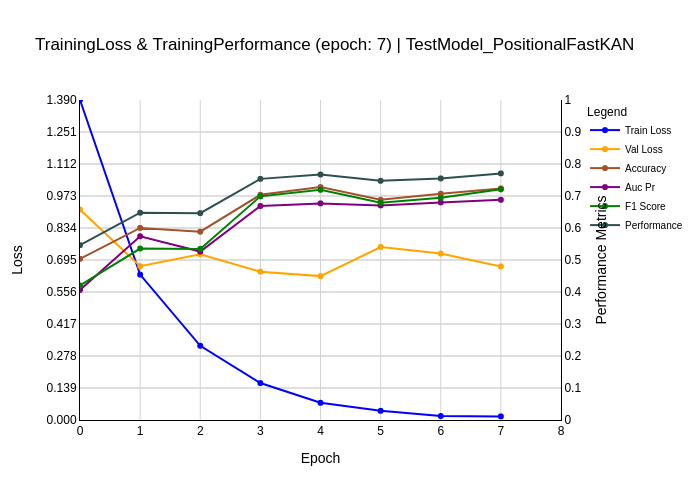 TrainingLoss & TrainingPerformance (epoch: 7) | TestModel_PositionalFastKAN
1.390
1.251
1.112
0.973
0.834
0.695
0.556
0.417
0.278
0.139
0.000
Loss
0 1 2 3 4 5 6 7 8
Epoch
1
0.9
0.8
0.7
0.6
0.5
0.4
0.3
0.2
0.1
0
Performance Metrics
Legend
Train Loss
Val Loss
Accuracy
Auc Pr
F1 Score
Performance